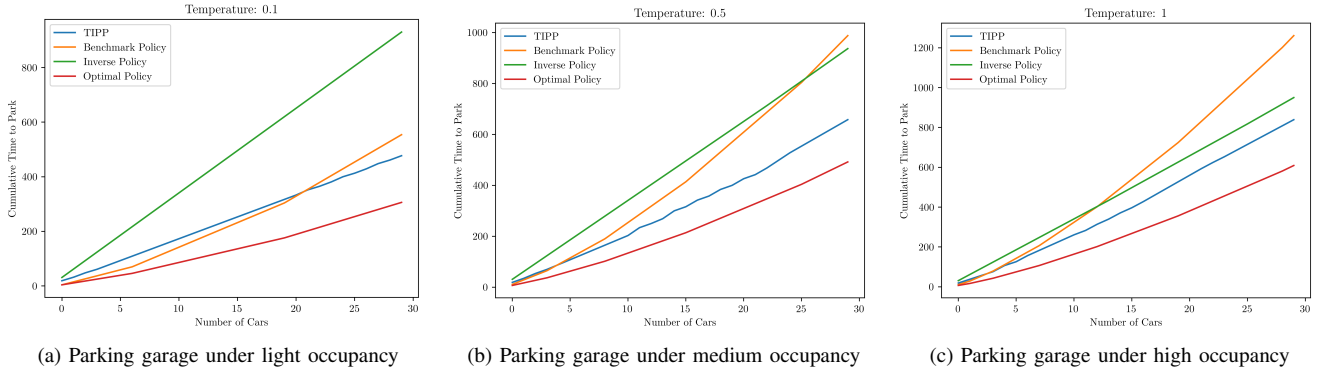 Temperature: 0.1
TIPP
Benchmark Policy
Inverse Policy
Optimal Policy
Cumulative Time to Park
800
600
400
200
0
0 5 10 15 20 25 30
Number of Cars
(a) Parking garage under light occupancy
Temperature: 0.5
TIPP
Benchmark Policy
Inverse Policy
Optimal Policy
Cumulative Time to Park
1000
800
600
400
200
0
0 5 10 15 20 25 30
Number of Cars
(b) Parking garage under medium occupancy
Temperature: 1
TIPP
Benchmark Policy
Inverse Policy
Optimal Policy
Cumulative Time to Park
1200
1000
800
600
400
200
0
0 5 10 15 20 25 30
Number of Cars
(c) Parking garage under high occupancy